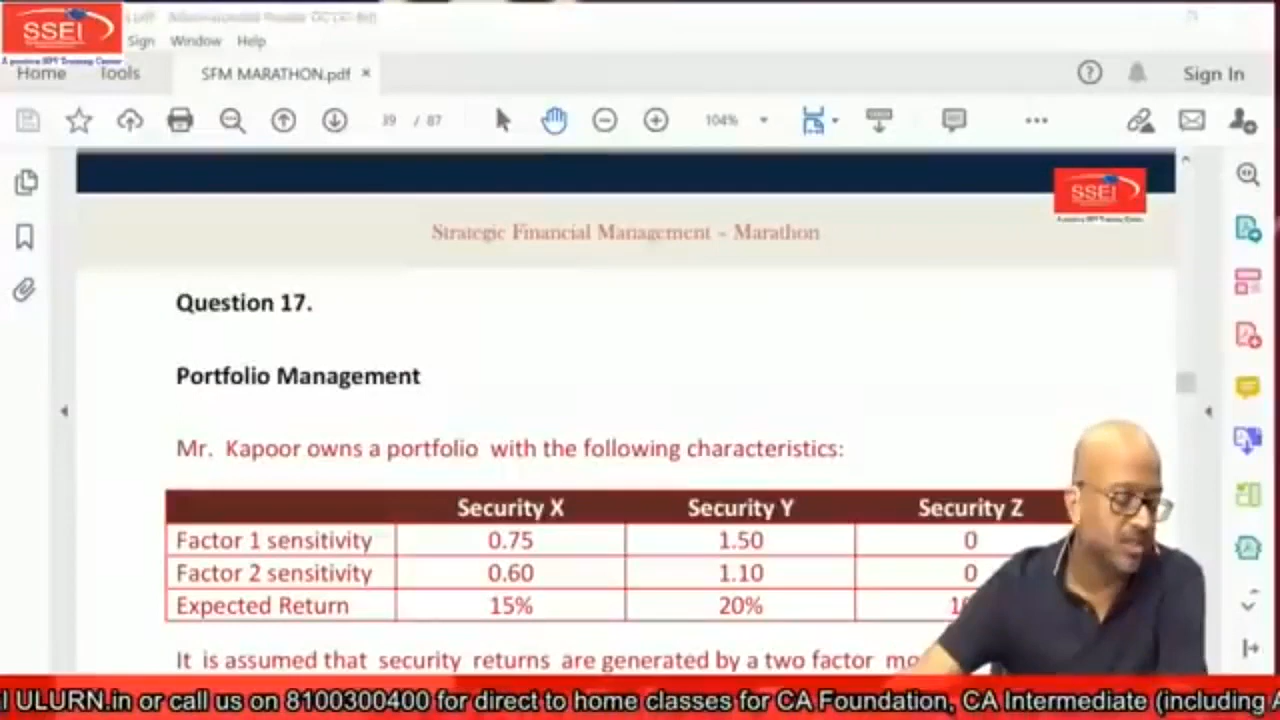 SSEI
Sign Window Help
Home Tools SFM MARATHON.pdf × Sign In
39 / 87 104%
SSEI
Strategic Financial Management – Marathon
Question 17.
Portfolio Management
Mr. Kapoor owns a portfolio with the following characteristics:
Security X Security Y Security Z
Factor 1 sensitivity 0.75 1.50 0
Factor 2 sensitivity 0.60 1.10 0
Expected Return 15% 20%
It is assumed that security returns are generated by a two factor
ULURN.in or call us on 8100300400 for direct to home classes for CA Foundation, CA Intermediate (including